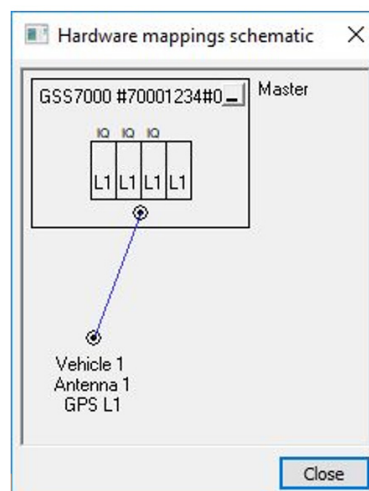 Hardware mappings schematic
GSS7000 #70001234#0
Master
IQ IQ IQ
L1 L1 L1 L1
Vehicle 1
Antenna 1
GPS L1
Close